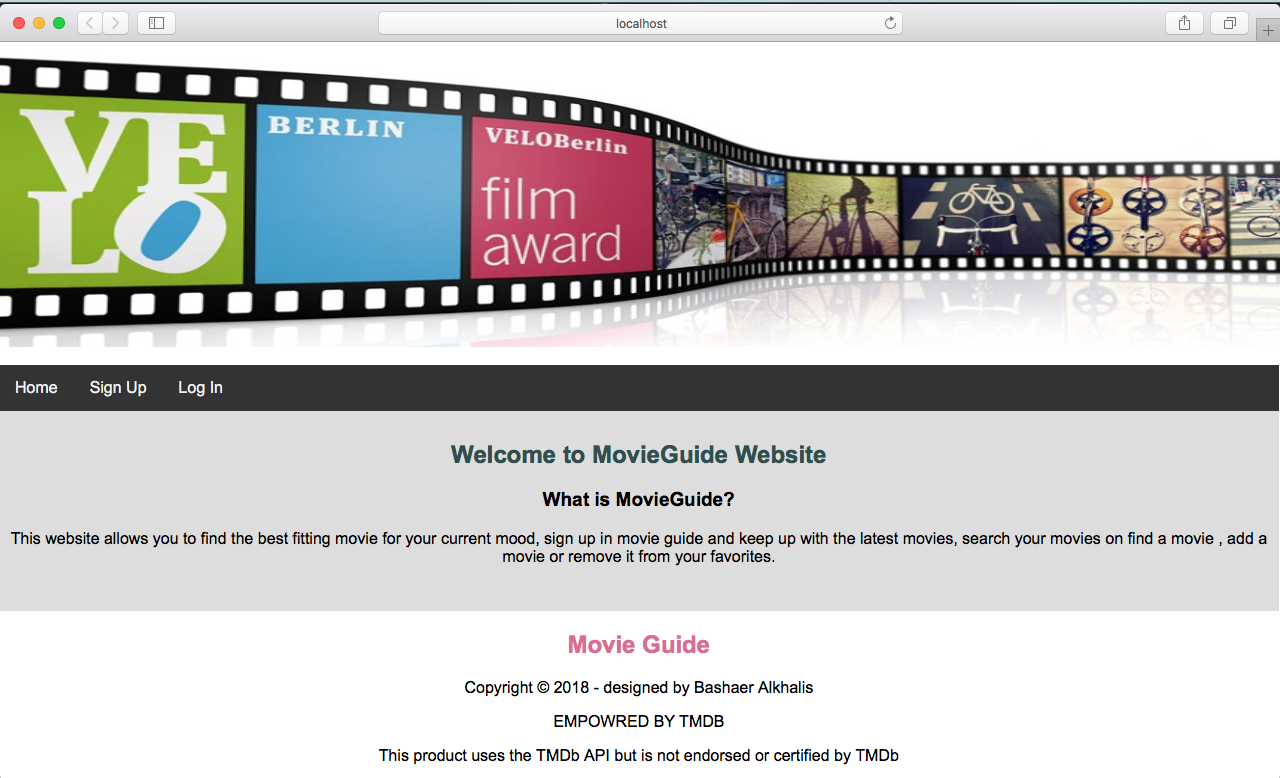 localhost
VE
LO
BERLIN
VELOBerlin
film
award
Home
Sign Up
Log In
Welcome to MovieGuide Website
What is MovieGuide?
This website allows you to find the best fitting movie for your current mood, sign up in movie guide and keep up with the latest movies, search your movies on find a movie , add a
movie or remove it from your favorites.
Movie Guide
Copyright © 2018 - designed by Bashaer Alkhalis
EMPOWRED BY TMDB
This product uses the TMDb API but is not endorsed or certified by TMDb